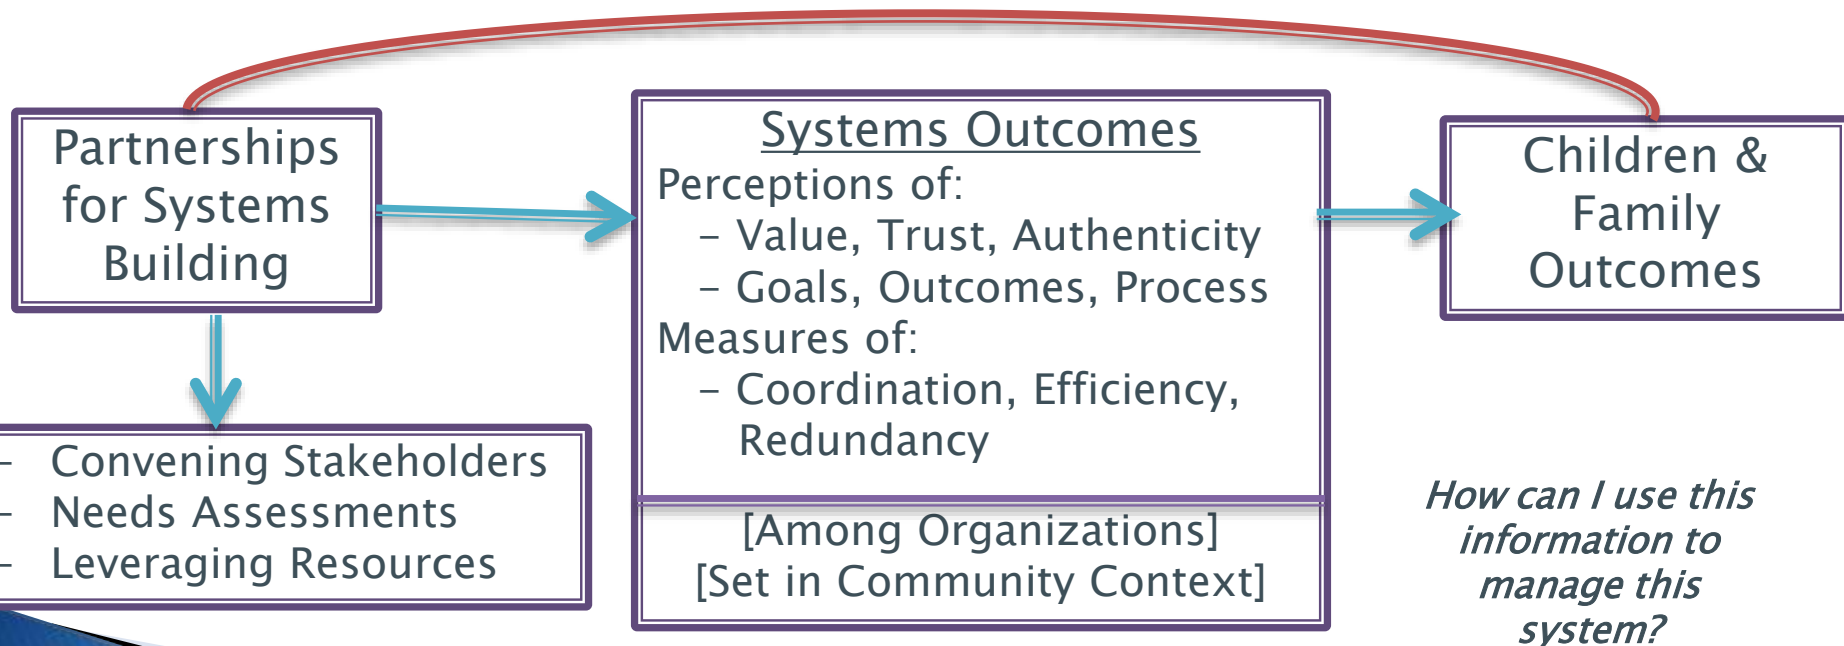 Partnerships
for Systems
Building
- Convening Stakeholders
- Needs Assessments
- Leveraging Resources
Systems Outcomes
Perceptions of:
– Value, Trust, Authenticity
– Goals, Outcomes, Process
Measures of:
– Coordination, Efficiency,
Redundancy
[Among Organizations]
[Set in Community Context]
Children &
Family
Outcomes
How can I use this
information to
manage this
system?